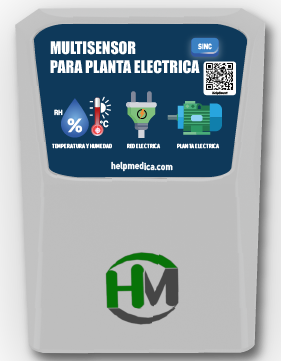 MULTISENSOR
SINC
PARA PLANTA ELECTRICA
RH
%
°C
TEMPERATURA Y HUMEDAD
RED ELECTRICA
PLANTA ELECTRICA
helpmedica.com
HM